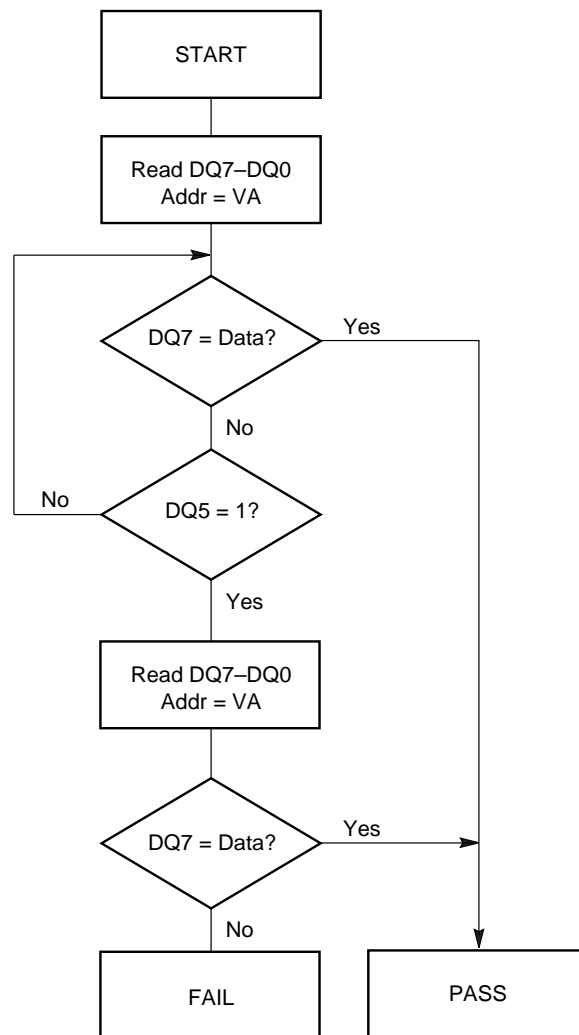 START
Read DQ7–DQ0
Addr = VA
DQ7 = Data?
Yes
No
No
DQ5 = 1?
Yes
Read DQ7–DQ0
Addr = VA
DQ7 = Data?
Yes
No
FAIL
PASS